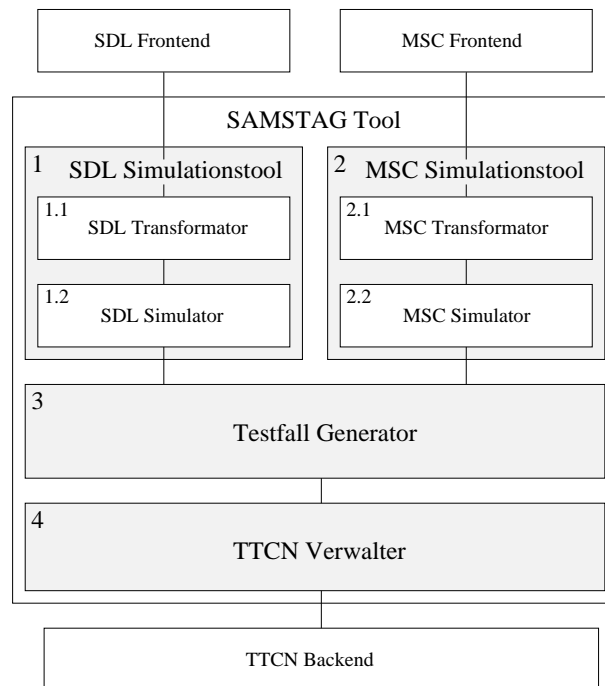 SDL Frontend
MSC Frontend
SAMSTAG Tool
1 SDL Simulationstool
1.1
SDL Transformator
1.2
SDL Simulator
2 MSC Simulationstool
2.1
MSC Transformator
2.2
MSC Simulator
3
Testfall Generator
4
TTCN Verwalter
TTCN Backend